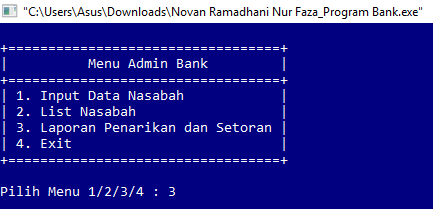 "C:\Users\Asus\Downloads\Novan Ramadhani Nur Faza_Program Bank.exe"
+==================================+
|          Menu Admin Bank         |
+==================================+
| 1. Input Data Nasabah            |
| 2. List Nasabah                  |
| 3. Laporan Penarikan dan Setoran |
| 4. Exit                          |
+==================================+
Pilih Menu 1/2/3/4 : 3